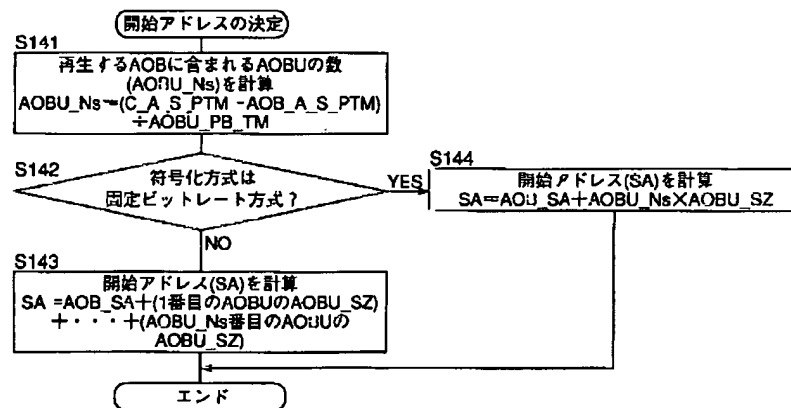 開始アドレスの決定
S141
再生するAOBに含まれるAOBUの数
(AOBU_Ns)を計算
AOBU_Ns=(C_A_S_PTM -AOB_A_S_PTM)
÷AOBU_PB_TM
S142
符号化方式は
固定ビットレート方式?
YES
NO
S144
開始アドレス(SA)を計算
SA=AOB_SA+AOBU_Ns×AOBU_SZ
S143
開始アドレス(SA)を計算
SA =AOB_SA+(1番目のAOBUのAOBU_SZ)
+・・・+(AOBU_Ns番目のAOBUの
AOBU_SZ)
エンド